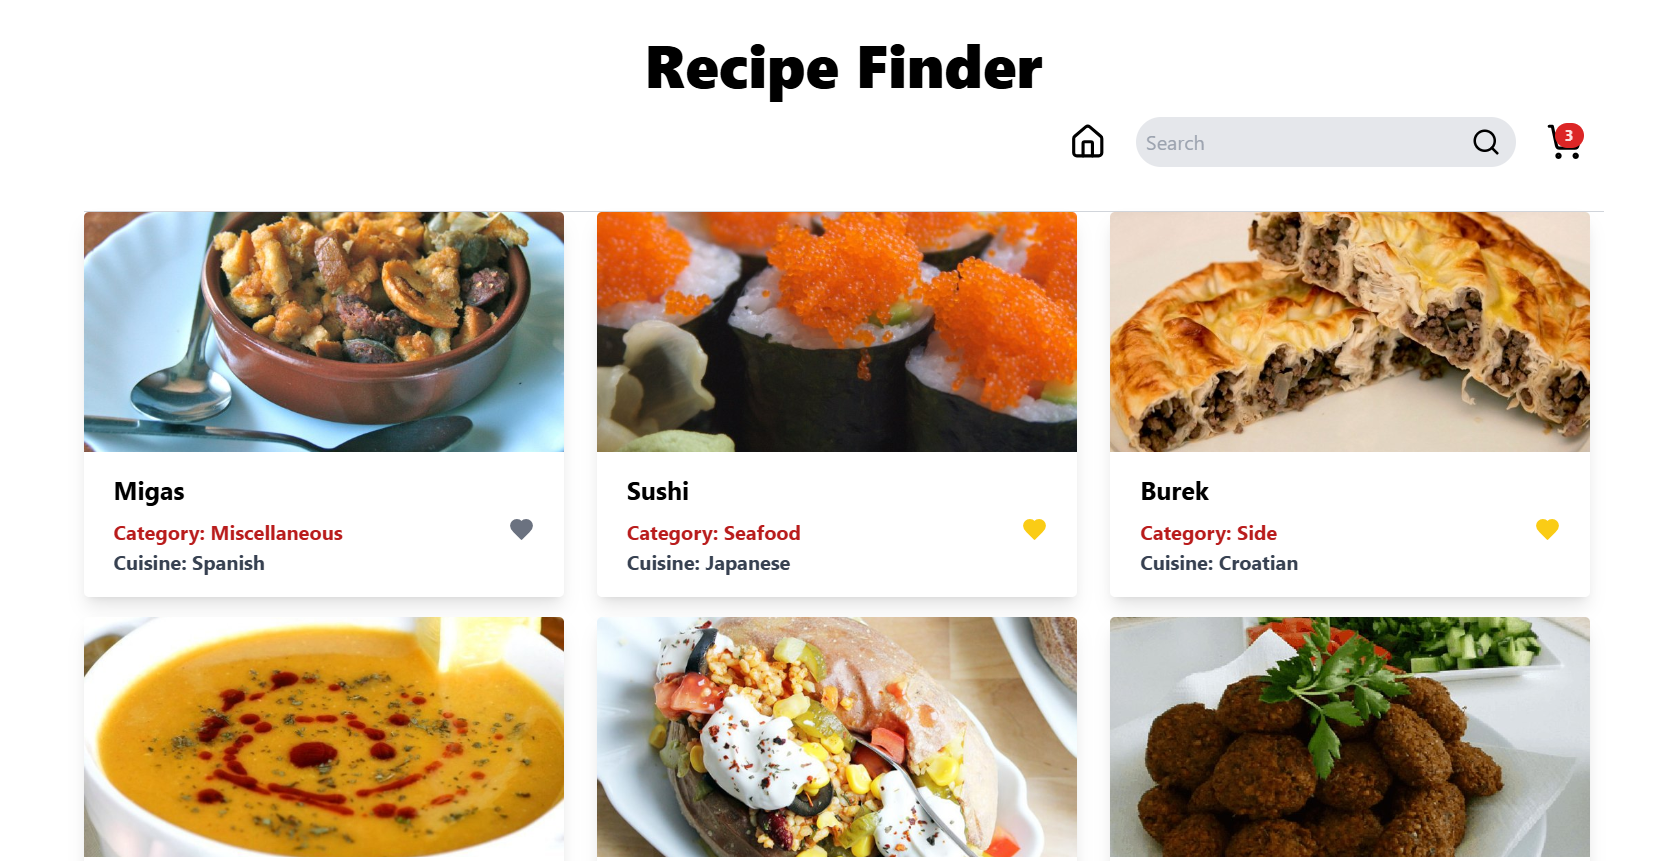 Recipe Finder
Search
3
Migas
Category: Miscellaneous
Cuisine: Spanish
Sushi
Category: Seafood
Cuisine: Japanese
Burek
Category: Side
Cuisine: Croatian